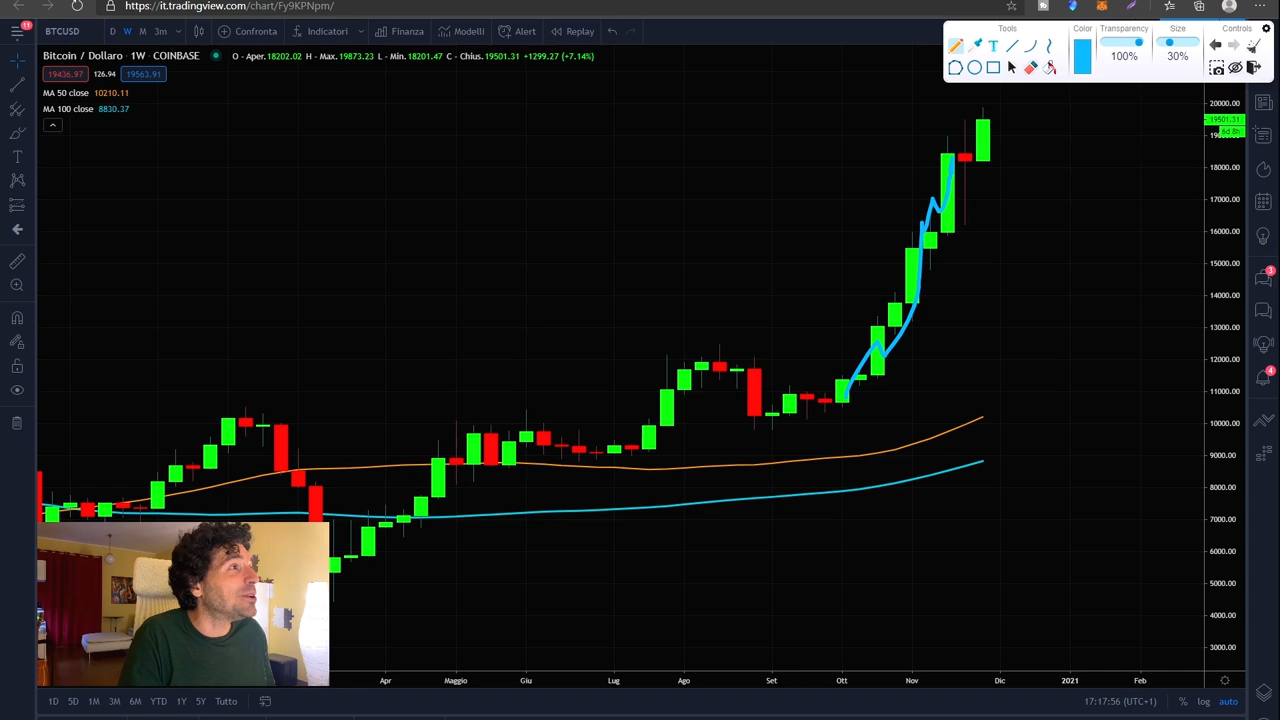 https://it.tradingview.com/chart/Fy9KPNpm/
11
BTCUSD
D W M 3m
Confronta
Indicatori
Finanza
Alert
Replay
Tools
Color
Transparency
Size
Controls
100%
30%
Bitcoin / Dollaro · 1W · COINBASE
O - Aper. 18202.02 H - Max. 19873.23 L - Min. 18201.47 C - Chius. 19501.31 +1299.27 (+7.14%)
19436.97 126.94 19563.91
MA 50 close 10210.11
MA 100 close 8830.37
20000.00
19501.31
6d 8h
18000.00
17000.00
16000.00
15000.00
14000.00
13000.00
12000.00
11000.00
10000.00
9000.00
8000.00
7000.00
6000.00
5000.00
4000.00
3000.00
3
4
Apr Maggio Giu Lug Ago Set Ott Nov Dic 2021 Feb
1D 5D 1M 3M 6M YTD 1Y 5Y Tutto
17:17:56 (UTC+1) % log auto